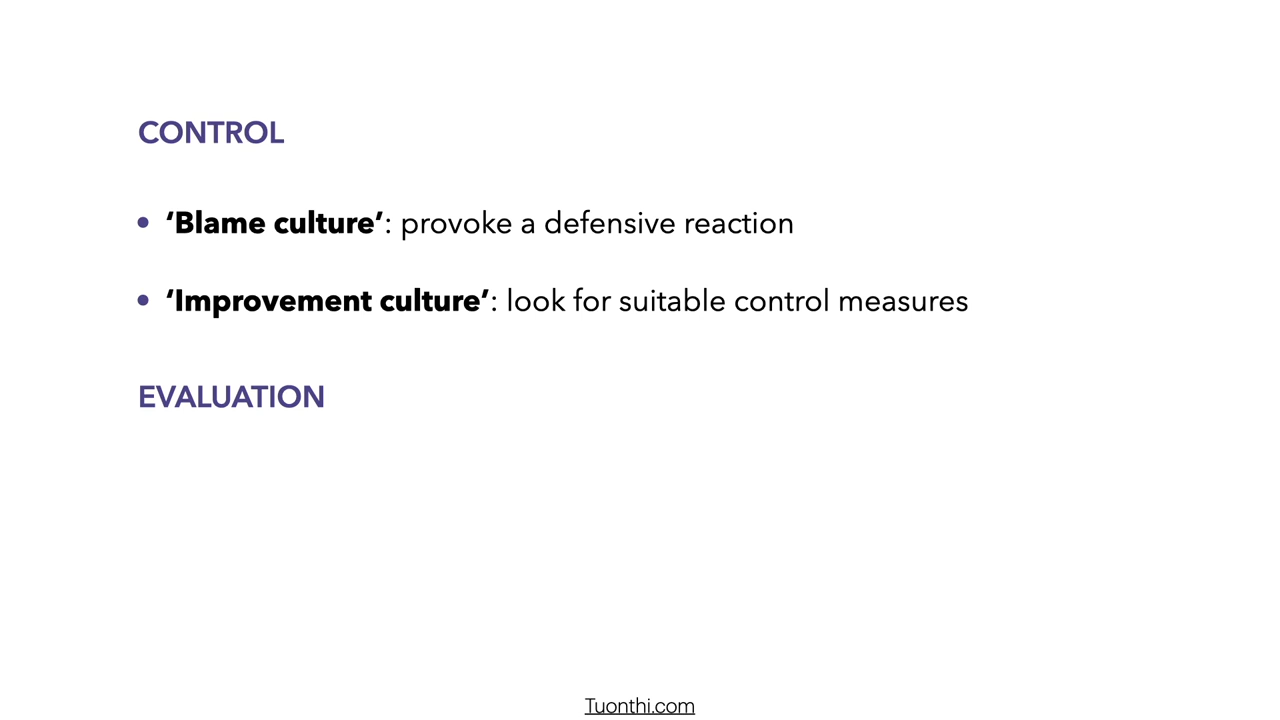 CONTROL
• ‘Blame culture’: provoke a defensive reaction
• ‘Improvement culture’: look for suitable control measures
EVALUATION
Tuonthi.com